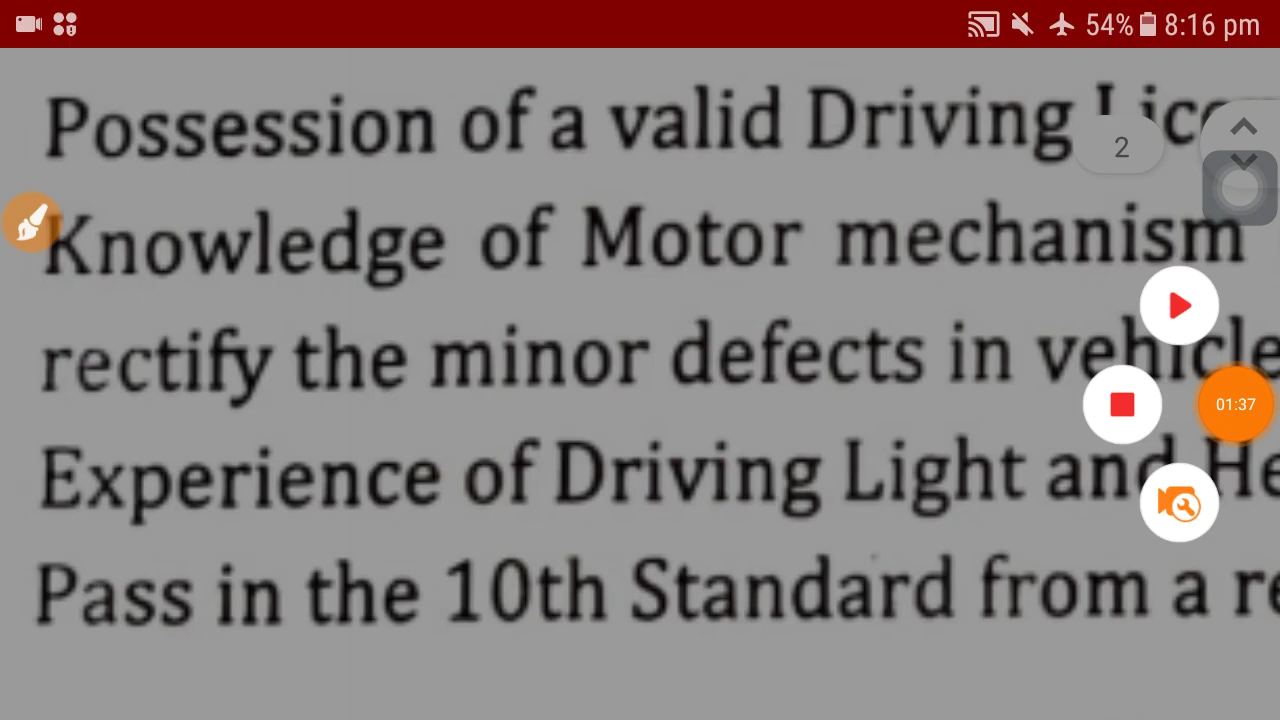 54% 8:16 pm
Possession of a valid Driving
2
Knowledge of Motor mechanism
rectify the minor defects in vehicle
01:37
Experience of Driving Light and
Pass in the 10th Standard from a